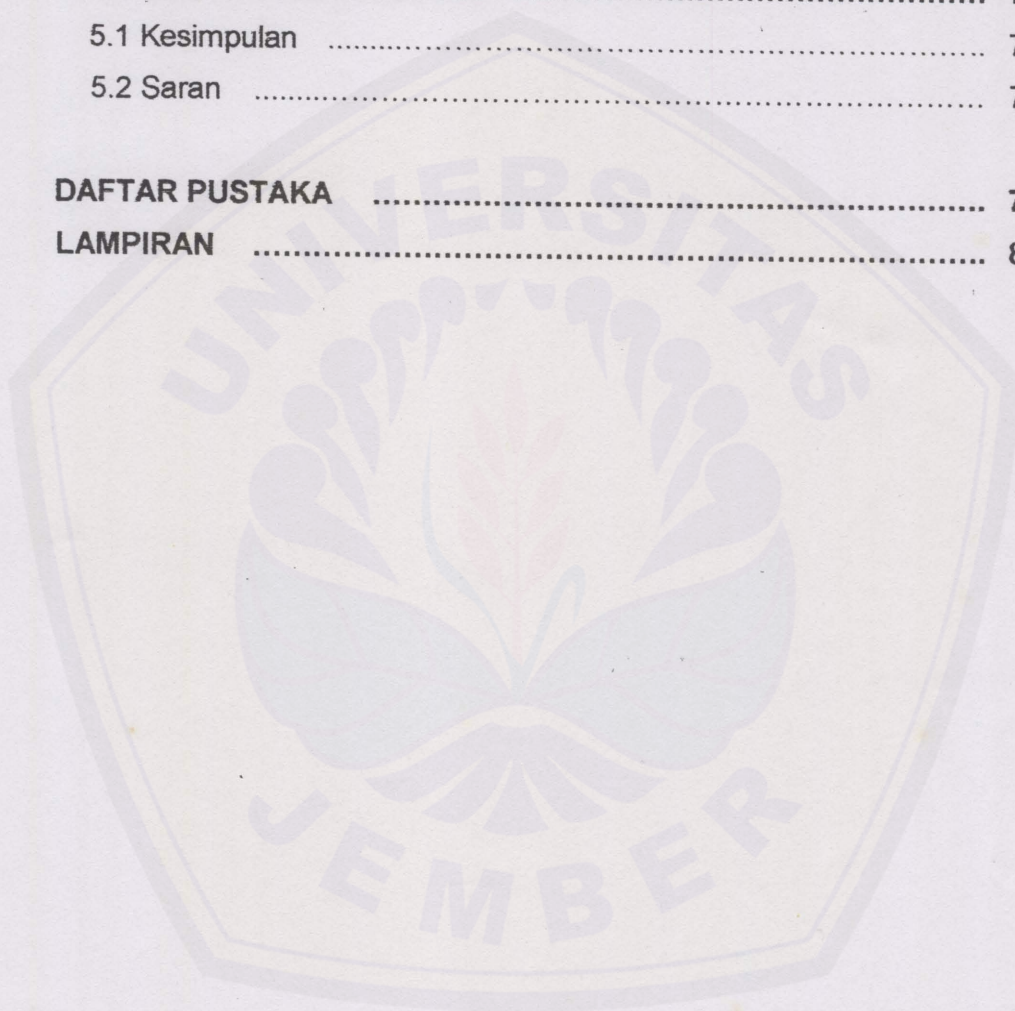 5.1 Kesimpulan ........................................................................
5.2 Saran ........................................................................
DAFTAR PUSTAKA ........................................................................
LAMPIRAN ........................................................................
UNIVERSITAS
JEMBER